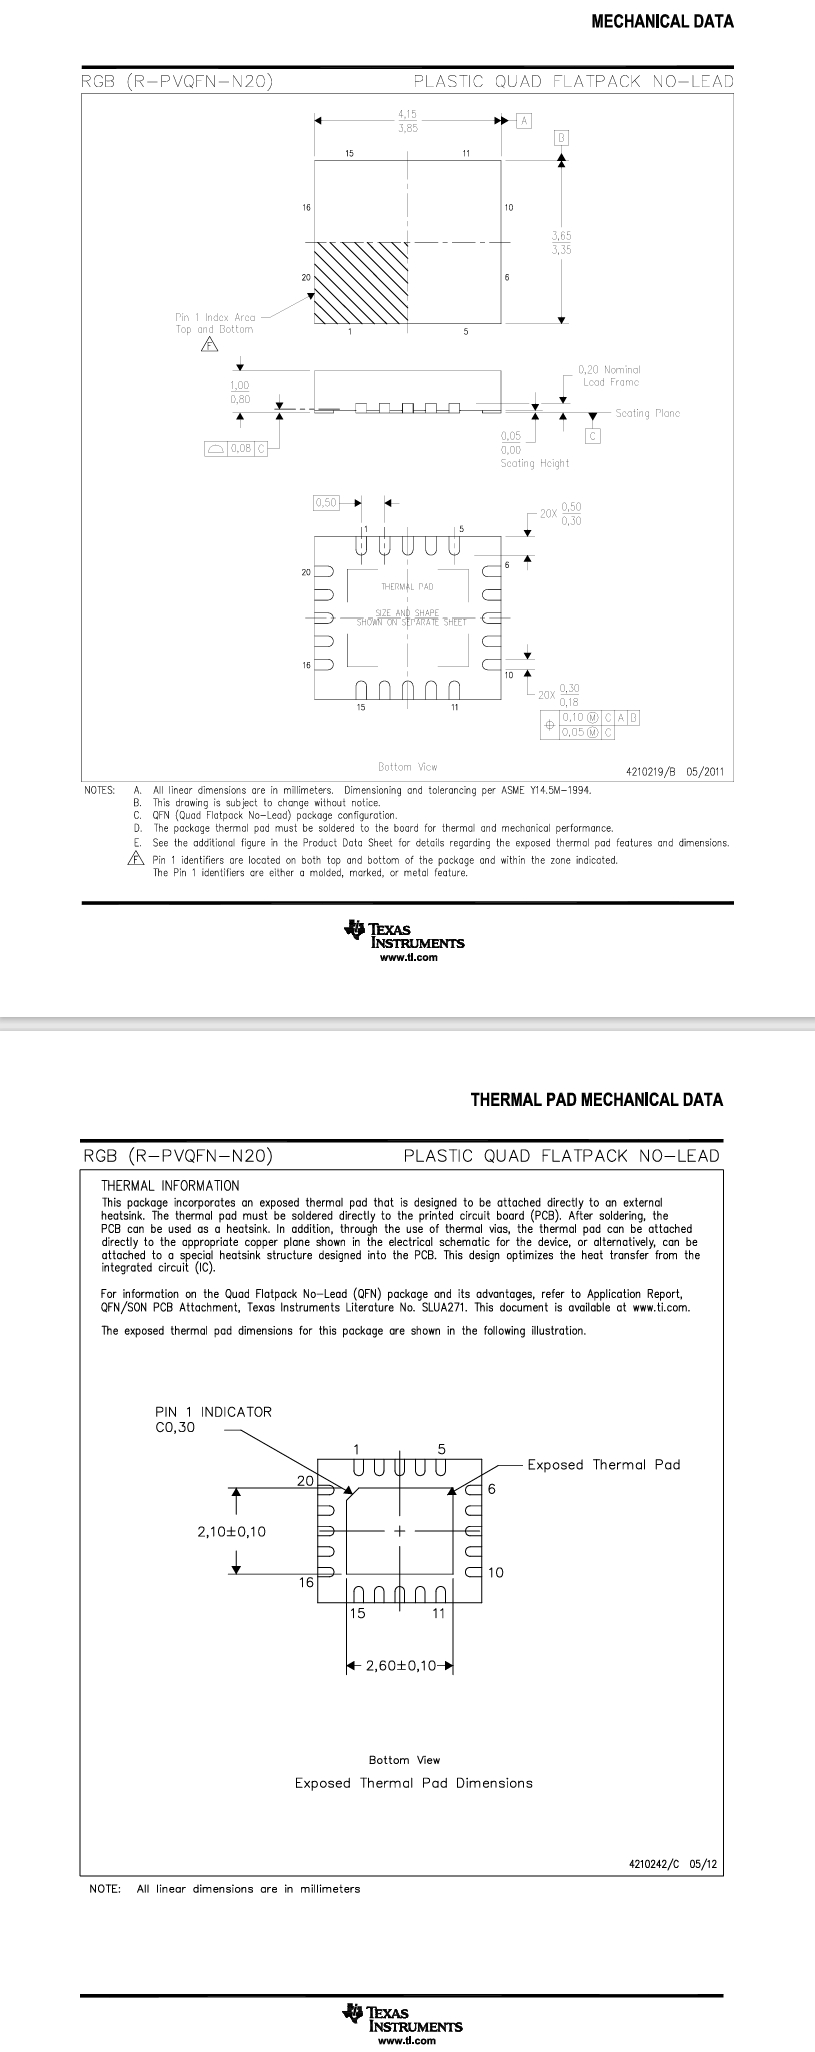 MECHANICAL DATA
RGB (R-PVQFN-N20)
PLASTIC QUAD FLATPACK NO-LEAD
4,15
3,85
A
B
15
11
16
10
3,65
3,35
20
6
Pin 1 Index Area
Top and Bottom
F
1
5
1,00
0,80
0,20 Nominal
Lead Frame
Seating Plane
C
0,08 C
0,05
0,00
Seating Height
0,50
1
5
20X 0,50
0,30
20
6
THERMAL PAD
SIZE AND SHAPE
SHOWN ON SEPARATE SHEET
16
10
15
11
20X 0,30
0,18
0,10 M C A B
0,05 M C
Bottom View
4210219/B 05/2011
NOTES: A. All linear dimensions are in millimeters. Dimensioning and tolerancing per ASME Y14.5M-1994.
B. This drawing is subject to change without notice.
C. QFN (Quad Flatpack No-Lead) package configuration.
D. The package thermal pad must be soldered to the board for thermal and mechanical performance.
E. See the additional figure in the Product Data Sheet for details regarding the exposed thermal pad features and dimensions.
F Pin 1 identifiers are located on both top and bottom of the package and within the zone indicated.
The Pin 1 identifiers are either a molded, marked, or metal feature.
TEXAS
INSTRUMENTS
www.ti.com
THERMAL PAD MECHANICAL DATA
RGB (R-PVQFN-N20)
PLASTIC QUAD FLATPACK NO-LEAD
THERMAL INFORMATION
This package incorporates an exposed thermal pad that is designed to be attached directly to an external
heatsink. The thermal pad must be soldered directly to the printed circuit board (PCB). After soldering, the
PCB can be used as a heatsink. In addition, through the use of thermal vias, the thermal pad can be attached
directly to the appropriate copper plane shown in the electrical schematic for the device, or alternatively, can be
attached to a special heatsink structure designed into the PCB. This design optimizes the heat transfer from the
integrated circuit (IC).
For information on the Quad Flatpack No-Lead (QFN) package and its advantages, refer to Application Report,
QFN/SON PCB Attachment, Texas Instruments Literature No. SLUA271. This document is available at www.ti.com.
The exposed thermal pad dimensions for this package are shown in the following illustration.
PIN 1 INDICATOR
C0,30
1
5
Exposed Thermal Pad
20
6
2,10±0,10
16
10
15
11
2,60±0,10
Bottom View
Exposed Thermal Pad Dimensions
4210242/C 05/12
NOTE: All linear dimensions are in millimeters
TEXAS
INSTRUMENTS
www.ti.com